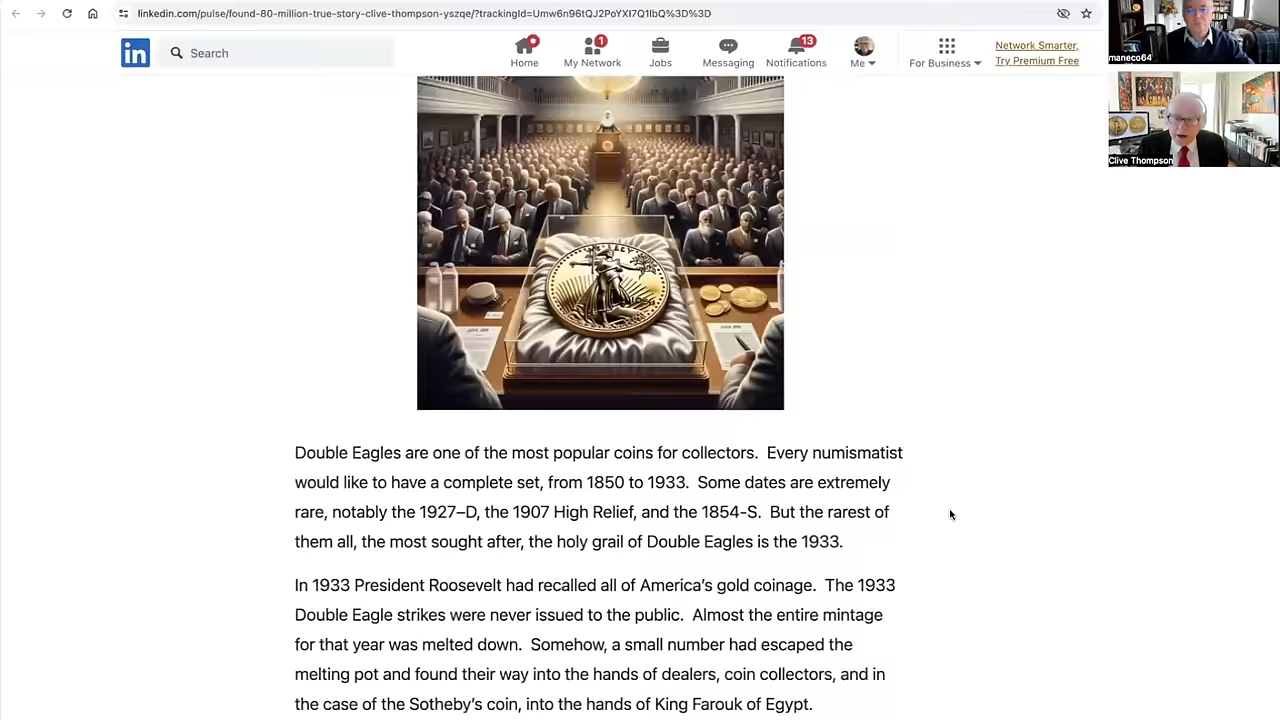 linkedin.com/pulse/found-80-million-true-story-clive-thompson-yszqe/?trackingId=Umw6n96tQJ2PoYXI7Q1IbQ%3D%3D
in
Search
1
13
Home
My Network
Jobs
Messaging
Notifications
Me
For Business
Network Smarter,
Try Premium Free
maneco64
Clive Thompson
Double Eagles are one of the most popular coins for collectors.  Every numismatist
would like to have a complete set, from 1850 to 1933.  Some dates are extremely
rare, notably the 1927–D, the 1907 High Relief, and the 1854-S.  But the rarest of
them all, the most sought after, the holy grail of Double Eagles is the 1933.
In 1933 President Roosevelt had recalled all of America’s gold coinage.  The 1933
Double Eagle strikes were never issued to the public.  Almost the entire mintage
for that year was melted down.  Somehow, a small number had escaped the
melting pot and found their way into the hands of dealers, coin collectors, and in
the case of the Sotheby’s coin, into the hands of King Farouk of Egypt.